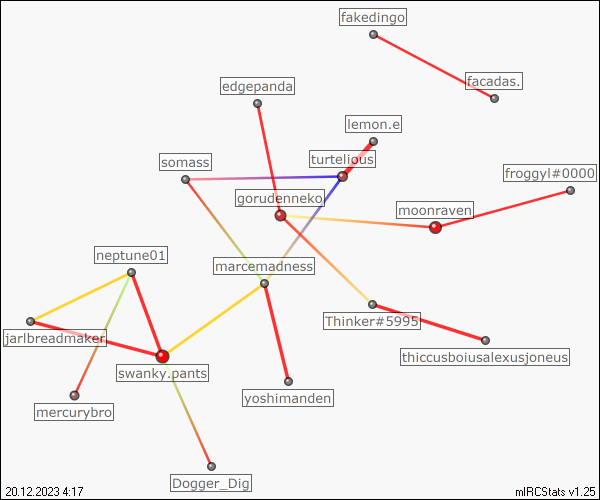 fakedingo
facadas.
edgepanda
lemon.e
turtelious
somass
froggyl#0000
gorudenneko
moonraven
neptune01
marcemadness
Thinker#5995
jarlbreadmaker
thiccusboiusalexusjoneus
swanky.pants
yoshimanden
mercurybro
Dogger_Dig
20.12.2023 4:17
mIRCStats v1.25